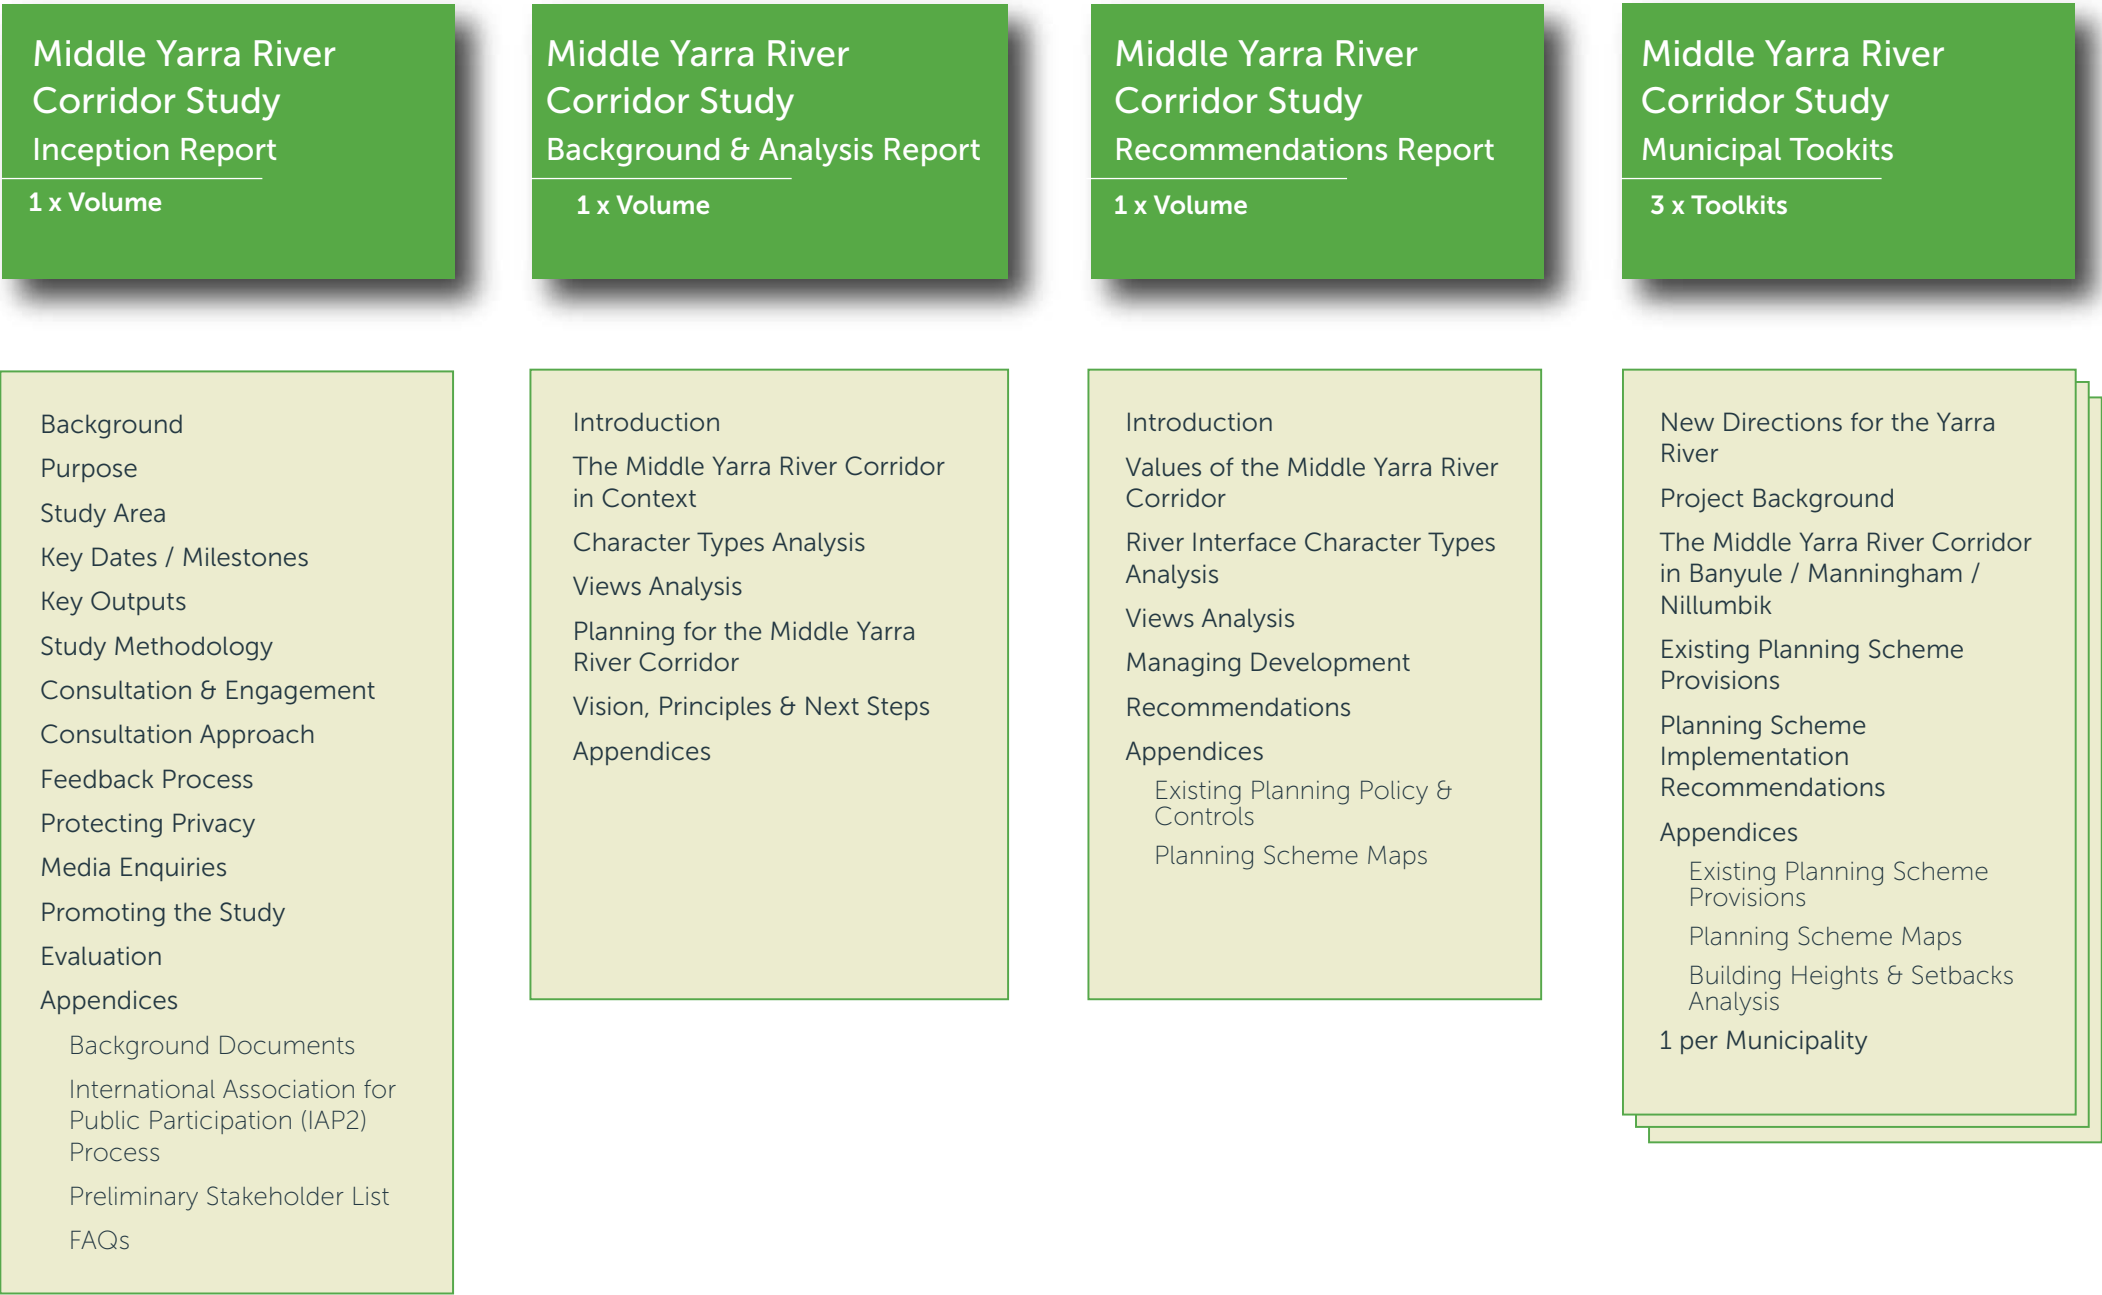 Middle Yarra River
Corridor Study
Inception Report
1 x Volume
Background
Purpose
Study Area
Key Dates / Milestones
Key Outputs
Study Methodology
Consultation & Engagement
Consultation Approach
Feedback Process
Protecting Privacy
Media Enquiries
Promoting the Study
Evaluation
Appendices
Background Documents
International Association for
Public Participation (IAP2)
Process
Preliminary Stakeholder List
FAQs
Middle Yarra River
Corridor Study
Background & Analysis Report
1 x Volume
Introduction
The Middle Yarra River Corridor
in Context
Character Types Analysis
Views Analysis
Planning for the Middle Yarra
River Corridor
Vision, Principles & Next Steps
Appendices
Middle Yarra River
Corridor Study
Recommendations Report
1 x Volume
Introduction
Values of the Middle Yarra River
Corridor
River Interface Character Types
Analysis
Views Analysis
Managing Development
Recommendations
Appendices
Existing Planning Policy &
Controls
Planning Scheme Maps
Middle Yarra River
Corridor Study
Municipal Tookits
3 x Toolkits
New Directions for the Yarra
River
Project Background
The Middle Yarra River Corridor
in Banyule / Manningham /
Nillumbik
Existing Planning Scheme
Provisions
Planning Scheme
Implementation
Recommendations
Appendices
Existing Planning Scheme
Provisions
Planning Scheme Maps
Building Heights & Setbacks
Analysis
1 per Municipality